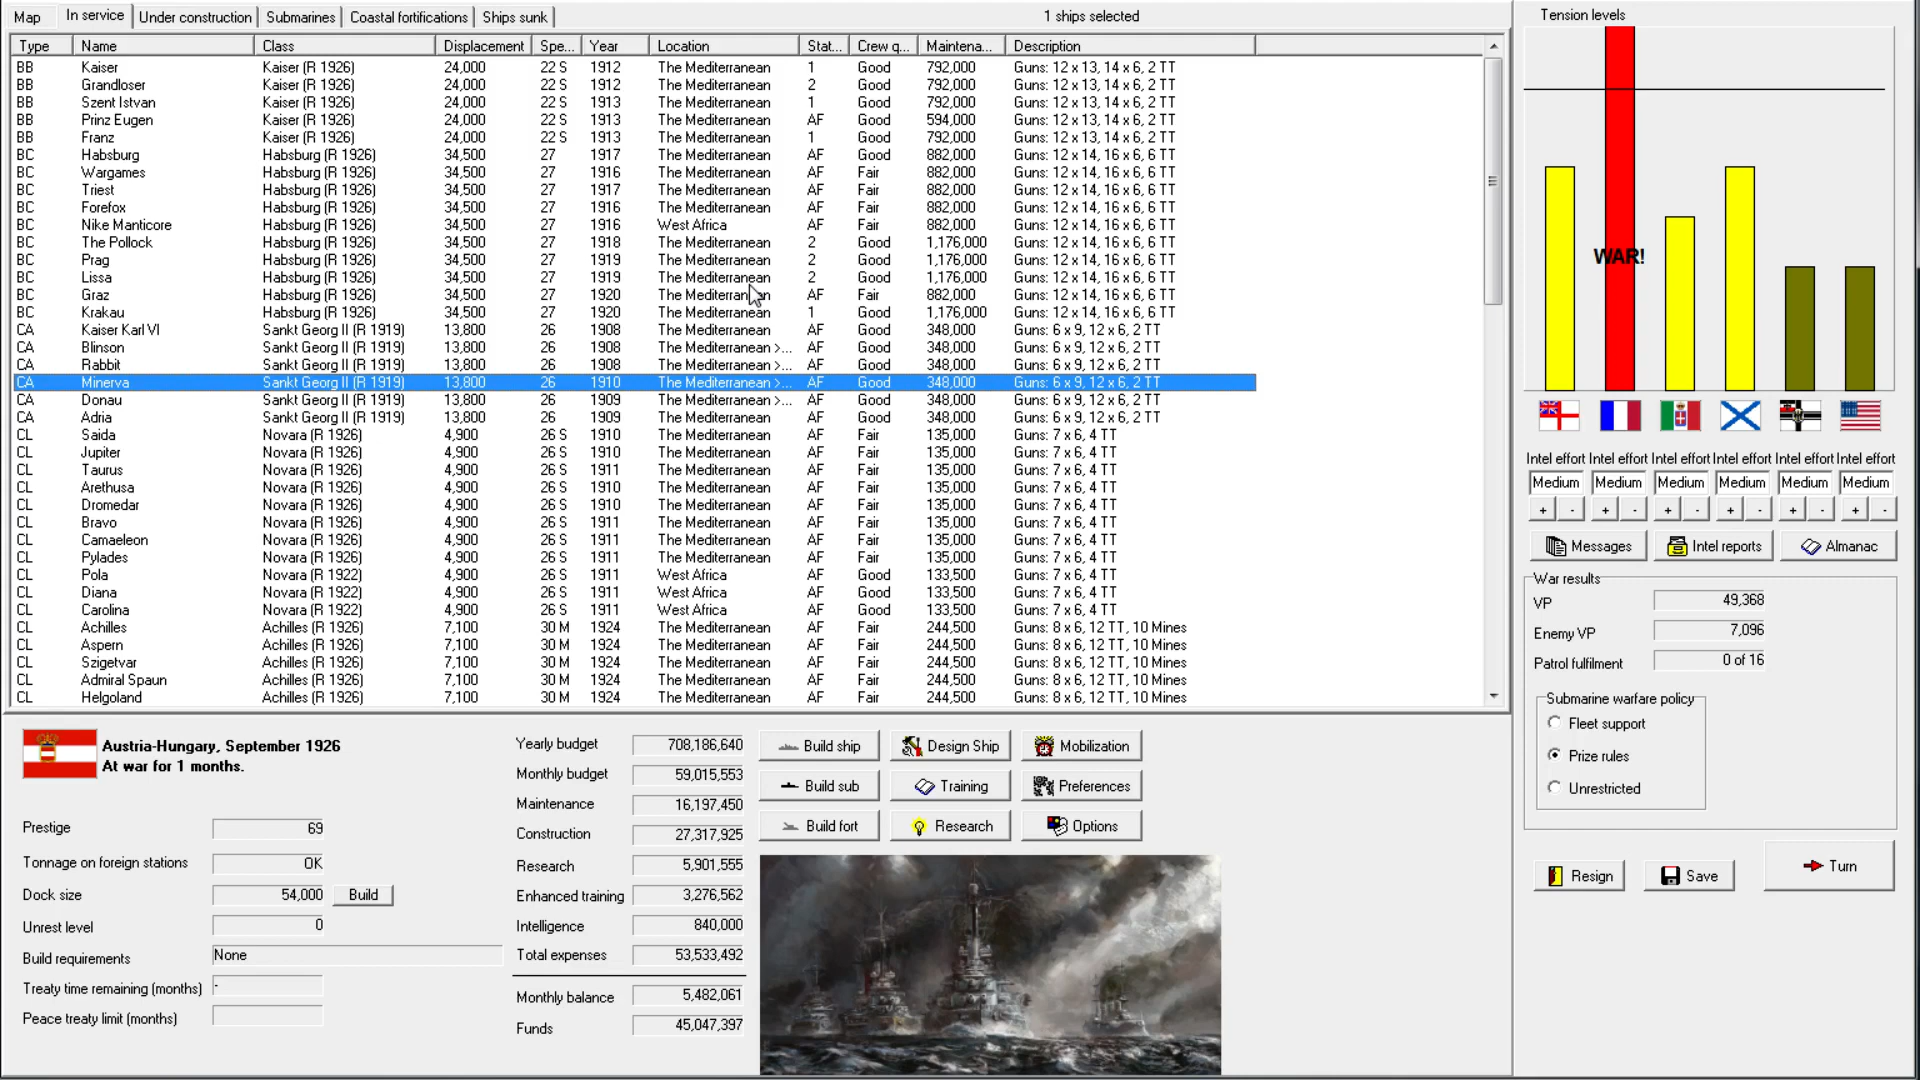 Map In service Under construction Submarines Coastal fortifications Ships sunk 1 ships selected
Type Name Class Displacement Spe... Year Location Stat... Crew q... Maintena... Description
BB Kaiser Kaiser (R 1926) 24,000 22 S 1912 The Mediterranean 1 Good 792,000 Guns: 12 x 13, 14 x 6, 2 TT
BB Grandloser Kaiser (R 1926) 24,000 22 S 1912 The Mediterranean 2 Good 792,000 Guns: 12 x 13, 14 x 6, 2 TT
BB Szent Istvan Kaiser (R 1926) 24,000 22 S 1913 The Mediterranean 1 Good 792,000 Guns: 12 x 13, 14 x 6, 2 TT
BB Prinz Eugen Kaiser (R 1926) 24,000 22 S 1913 The Mediterranean AF Good 594,000 Guns: 12 x 13, 14 x 6, 2 TT
BB Franz Kaiser (R 1926) 24,000 22 S 1913 The Mediterranean 1 Good 792,000 Guns: 12 x 13, 14 x 6, 2 TT
BC Habsburg Habsburg (R 1926) 34,500 27 1917 The Mediterranean AF Good 882,000 Guns: 12 x 14, 16 x 6, 6 TT
BC Wargames Habsburg (R 1926) 34,500 27 1916 The Mediterranean AF Fair 882,000 Guns: 12 x 14, 16 x 6, 6 TT
BC Triest Habsburg (R 1926) 34,500 27 1917 The Mediterranean AF Fair 882,000 Guns: 12 x 14, 16 x 6, 6 TT
BC Forefox Habsburg (R 1926) 34,500 27 1916 The Mediterranean AF Fair 882,000 Guns: 12 x 14, 16 x 6, 6 TT
BC Nike Manticore Habsburg (R 1926) 34,500 27 1916 West Africa AF Fair 882,000 Guns: 12 x 14, 16 x 6, 6 TT
BC The Pollock Habsburg (R 1926) 34,500 27 1918 The Mediterranean 2 Good 1,176,000 Guns: 12 x 14, 16 x 6, 6 TT
BC Prag Habsburg (R 1926) 34,500 27 1919 The Mediterranean 2 Good 1,176,000 Guns: 12 x 14, 16 x 6, 6 TT
BC Lissa Habsburg (R 1926) 34,500 27 1919 The Mediterranean 2 Good 1,176,000 Guns: 12 x 14, 16 x 6, 6 TT
BC Graz Habsburg (R 1926) 34,500 27 1920 The Mediterranean AF Fair 882,000 Guns: 12 x 14, 16 x 6, 6 TT
BC Krakau Habsburg (R 1926) 34,500 27 1920 The Mediterranean 1 Good 1,176,000 Guns: 12 x 14, 16 x 6, 6 TT
CA Kaiser Karl VI Sankt Georg II (R 1919) 13,800 26 1908 The Mediterranean AF Good 348,000 Guns: 6 x 9, 12 x 6, 2 TT
CA Blinson Sankt Georg II (R 1919) 13,800 26 1908 The Mediterranean >... AF Good 348,000 Guns: 6 x 9, 12 x 6, 2 TT
CA Rabbit Sankt Georg II (R 1919) 13,800 26 1908 The Mediterranean >... AF Good 348,000 Guns: 6 x 9, 12 x 6, 2 TT
CA Minerva Sankt Georg II (R 1919) 13,800 26 1910 The Mediterranean >... AF Good 348,000 Guns: 6 x 9, 12 x 6, 2 TT
CA Donau Sankt Georg II (R 1919) 13,800 26 1909 The Mediterranean >... AF Good 348,000 Guns: 6 x 9, 12 x 6, 2 TT
CA Adria Sankt Georg II (R 1919) 13,800 26 1909 The Mediterranean AF Good 348,000 Guns: 6 x 9, 12 x 6, 2 TT
CL Saida Novara (R 1926) 4,900 26 S 1910 The Mediterranean AF Fair 135,000 Guns: 7 x 6, 4 TT
CL Jupiter Novara (R 1926) 4,900 26 S 1910 The Mediterranean AF Fair 135,000 Guns: 7 x 6, 4 TT
CL Taurus Novara (R 1926) 4,900 26 S 1911 The Mediterranean AF Fair 135,000 Guns: 7 x 6, 4 TT
CL Arethusa Novara (R 1926) 4,900 26 S 1910 The Mediterranean AF Fair 135,000 Guns: 7 x 6, 4 TT
CL Dromedar Novara (R 1926) 4,900 26 S 1910 The Mediterranean AF Fair 135,000 Guns: 7 x 6, 4 TT
CL Bravo Novara (R 1926) 4,900 26 S 1911 The Mediterranean AF Fair 135,000 Guns: 7 x 6, 4 TT
CL Camaeleon Novara (R 1926) 4,900 26 S 1911 The Mediterranean AF Fair 135,000 Guns: 7 x 6, 4 TT
CL Pylades Novara (R 1926) 4,900 26 S 1911 The Mediterranean AF Fair 135,000 Guns: 7 x 6, 4 TT
CL Pola Novara (R 1922) 4,900 26 S 1911 West Africa AF Good 133,500 Guns: 7 x 6, 4 TT
CL Diana Novara (R 1922) 4,900 26 S 1911 West Africa AF Good 133,500 Guns: 7 x 6, 4 TT
CL Carolina Novara (R 1922) 4,900 26 S 1911 West Africa AF Good 133,500 Guns: 7 x 6, 4 TT
CL Achilles Achilles (R 1926) 7,100 30 M 1924 The Mediterranean AF Fair 244,500 Guns: 8 x 6, 12 TT, 10 Mines
CL Aspern Achilles (R 1926) 7,100 30 M 1924 The Mediterranean AF Fair 244,500 Guns: 8 x 6, 12 TT, 10 Mines
CL Szigetvar Achilles (R 1926) 7,100 30 M 1924 The Mediterranean AF Fair 244,500 Guns: 8 x 6, 12 TT, 10 Mines
CL Admiral Spaun Achilles (R 1926) 7,100 30 M 1924 The Mediterranean AF Fair 244,500 Guns: 8 x 6, 12 TT, 10 Mines
CL Helgoland Achilles (R 1926) 7,100 30 M 1924 The Mediterranean AF Fair 244,500 Guns: 8 x 6, 12 TT, 10 Mines
Austria-Hungary, September 1926
At war for 1 months.
Prestige 69
Tonnage on foreign stations OK
Dock size 54,000 Build
Unrest level 0
Build requirements None
Treaty time remaining (months) -
Peace treaty limit (months)
Yearly budget 708,186,640
Monthly budget 59,015,553
Maintenance 16,197,450
Construction 27,317,925
Research 5,901,555
Enhanced training 3,276,562
Intelligence 840,000
Total expenses 53,533,492
Monthly balance 5,482,061
Funds 45,047,397
Build ship Design Ship Mobilization
Build sub Training Preferences
Build fort Research Options
Tension levels
WAR!
Intel effort Intel effort Intel effort Intel effort Intel effort Intel effort
Medium Medium Medium Medium Medium Medium
+ - + - + - + - + - + -
Messages Intel reports Almanac
War results
VP 49,368
Enemy VP 7,096
Patrol fulfilment 0 of 16
Submarine warfare policy
Fleet support
Prize rules
Unrestricted
Resign Save Turn